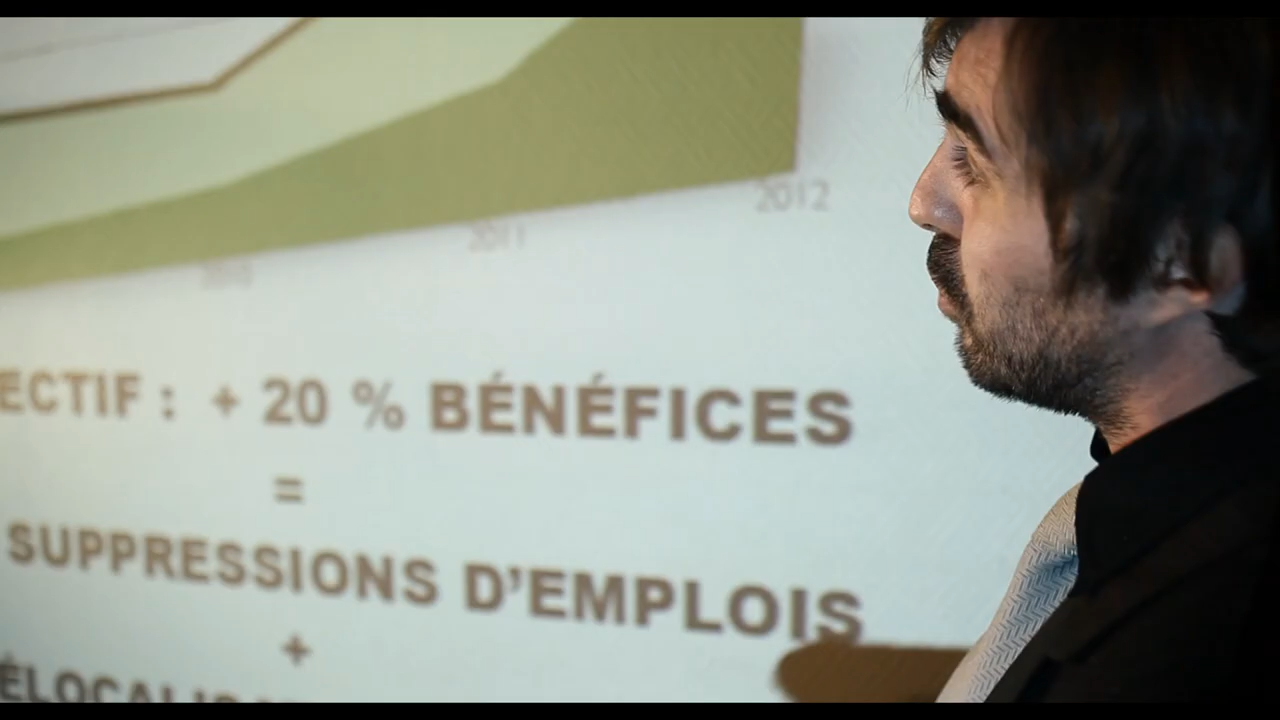 2012
2011
ECTIF : + 20 % BÉNÉFICES
=
SUPPRESSIONS D’EMPLOIS
+